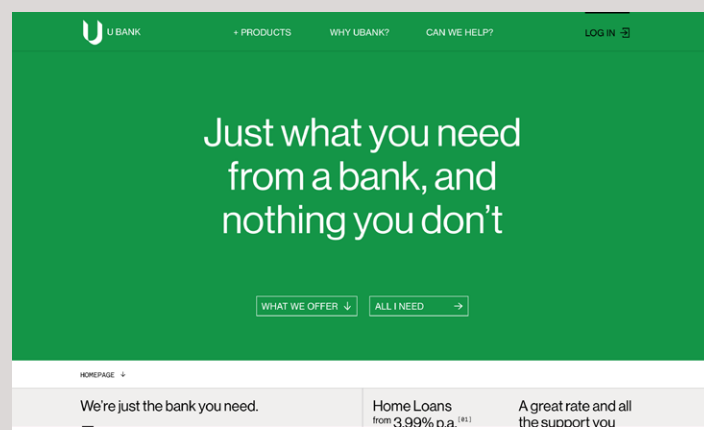 U BANK
+ PRODUCTS
WHY UBANK?
CAN WE HELP?
LOG IN
Just what you need
from a bank, and
nothing you don't
WHAT WE OFFER ↓
ALL I NEED →
HOMEPAGE ↓
We're just the bank you need.
Home Loans
from 3.99% p.a. [#1]
A great rate and all
the support you